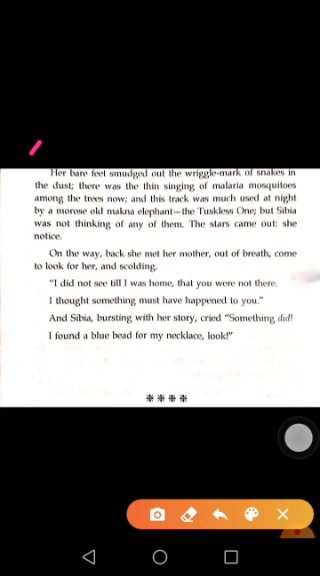 Her bare feet smudged out the wriggle-mark of snakes in
the dust; there was the thin singing of malaria mosquitoes
among the trees now; and this track was much used at night
by a morose old makna elephant—the Tuskless One; but Sibia
was not thinking of any of them. The stars came out: she
notice.
On the way, back she met her mother, out of breath, come
to look for her, and scolding.
"I did not see till I was home, that you were not there.
I thought something must have happened to you."
And Sibia, bursting with her story, cried "Something did!
I found a blue bead for my necklace, look!"